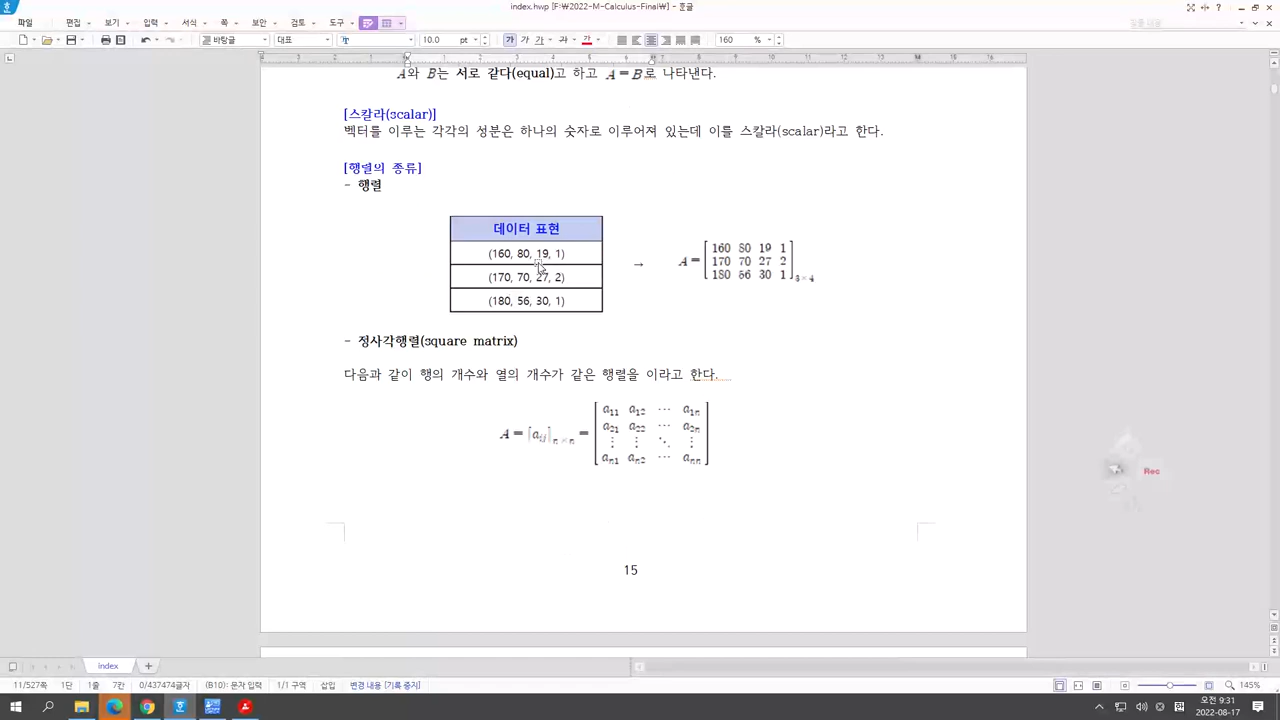 index.hwp [F:₩2022-M-Calculus-Final₩] - 한글
파일 편집 보기 입력 서식 쪽 보안 검토 도구
바탕글 대표 10.0 pt 가 가 가 가 가 160 %
A와 B는 서로 같다(equal)고 하고 A = B로 나타낸다.
[스칼라(scalar)]
벡터를 이루는 각각의 성분은 하나의 숫자로 이루어져 있는데 이를 스칼라(scalar)라고 한다.
[행렬의 종류]
- 행렬
데이터 표현
(160, 80, 19, 1)
(170, 70, 27, 2)
(180, 56, 30, 1)
→
A = [160 80 19 1
170 70 27 2
180 56 30 1] 3×4
- 정사각행렬(square matrix)
다음과 같이 행의 개수와 열의 개수가 같은 행렬을 이라고 한다.
A = [a_ij] n×n = [a11 a12 ⋯ a1n
a21 a22 ⋯ a2n
⋮ ⋮ ⋱ ⋮
an1 an2 ⋯ ann]
Rec
15
index
11/527쪽 1단 1줄 7칸 0/437474글자 (B10): 문자 입력 1/1 구역 삽입 변경 내용 [기록 중지] 145%
오전 9:31
2022-08-17